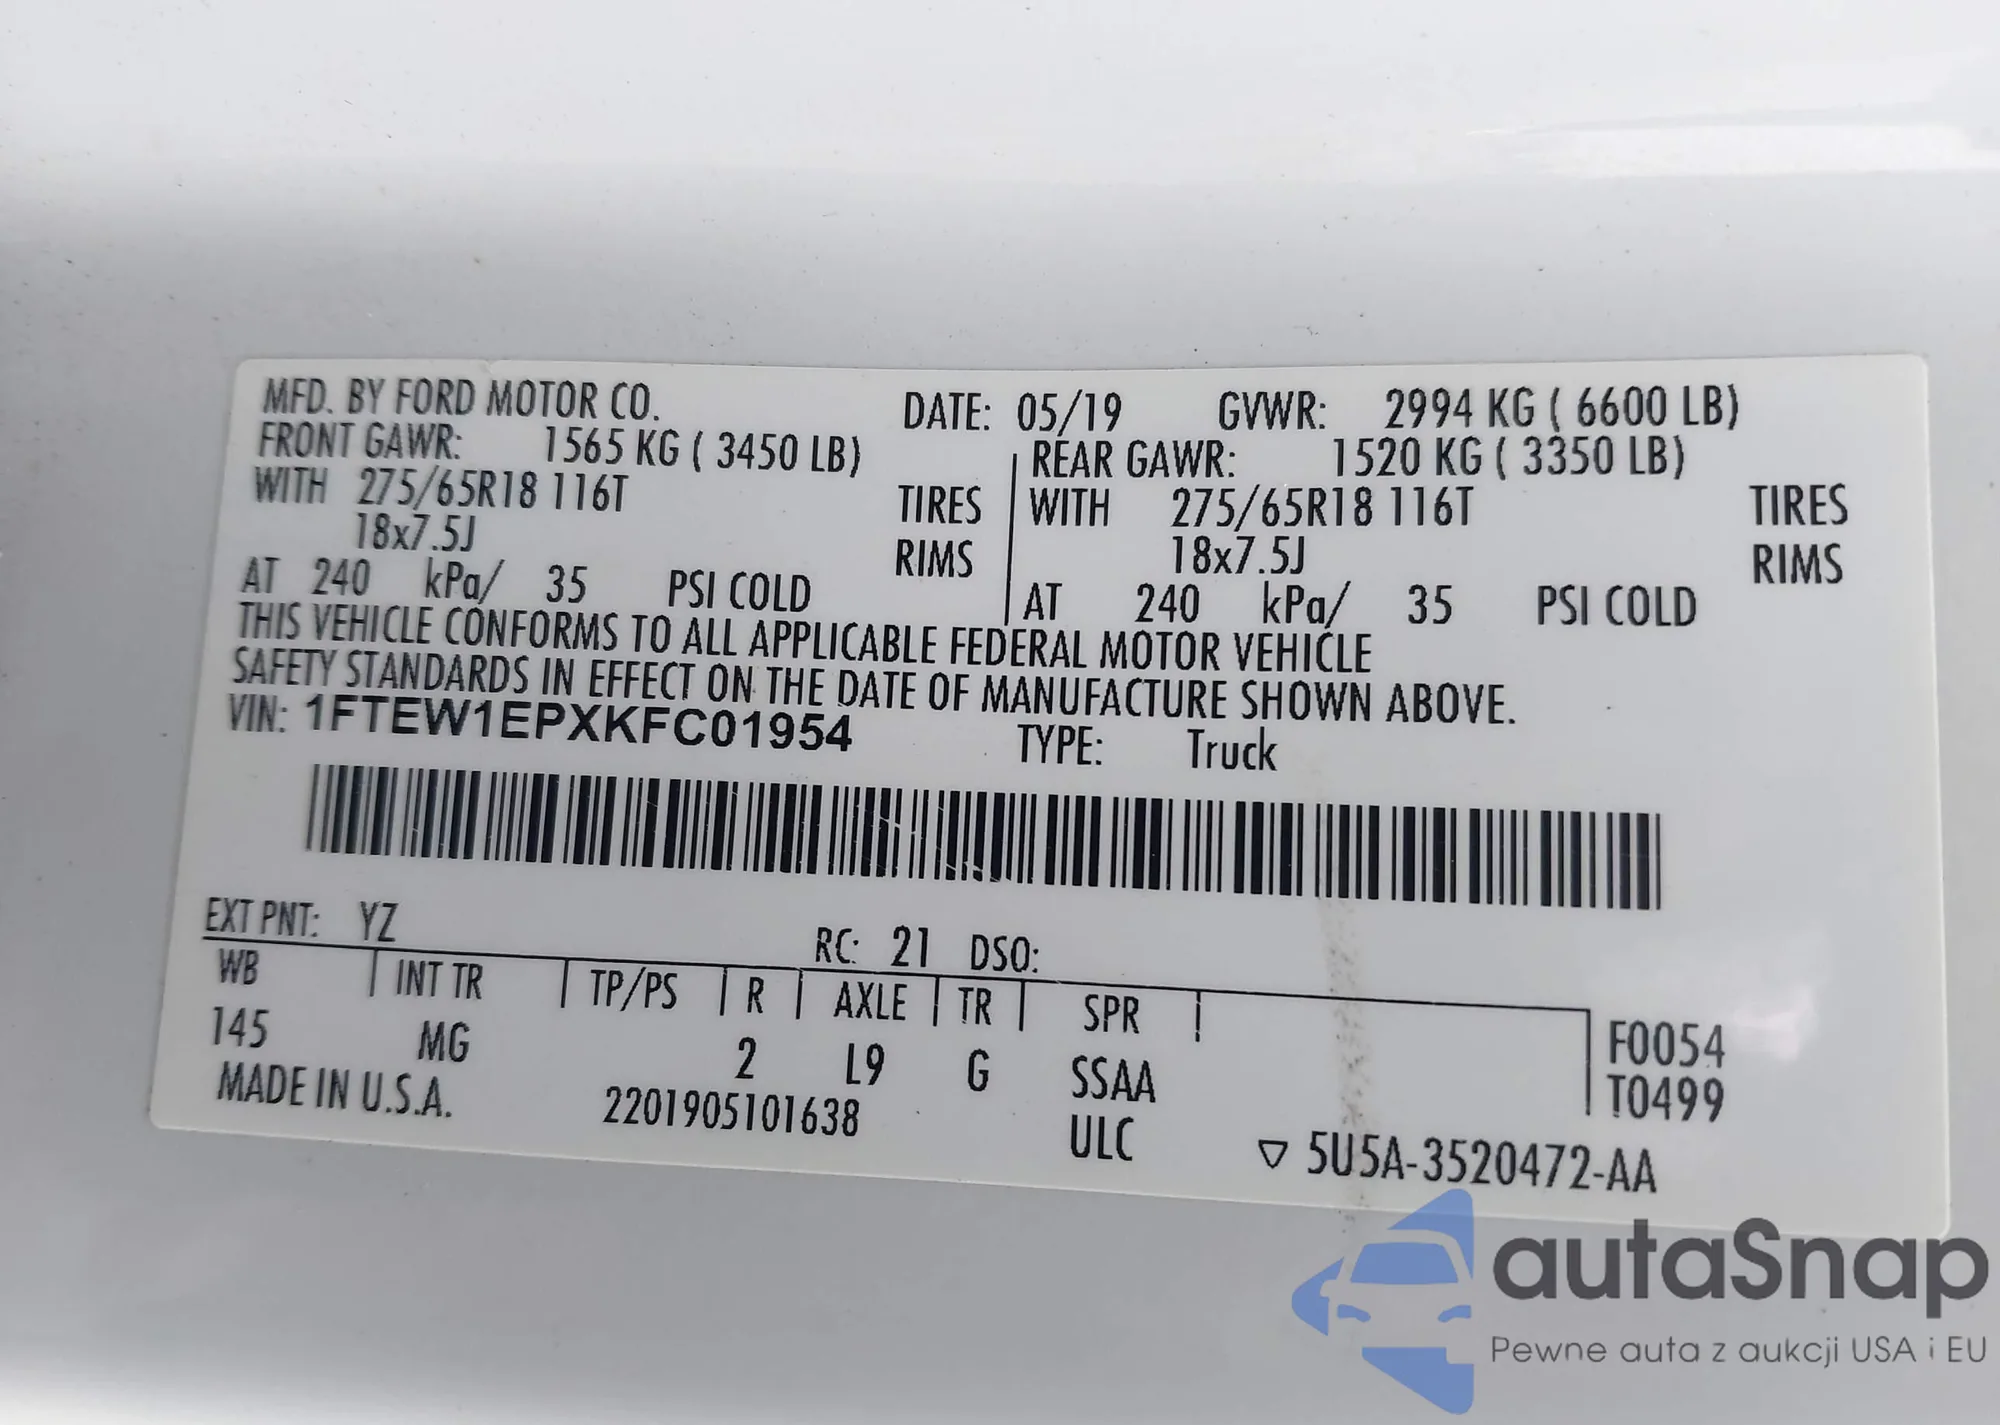 MFD. BY FORD MOTOR CO. DATE: 05/19 GVWR: 2994 KG ( 6600 LB)
FRONT GAWR: 1565 KG ( 3450 LB) REAR GAWR: 1520 KG ( 3350 LB)
WITH 275/65R18 116T TIRES WITH 275/65R18 116T TIRES
18x7.5J RIMS 18x7.5J RIMS
AT 240 kPa/ 35 PSI COLD AT 240 kPa/ 35 PSI COLD
THIS VEHICLE CONFORMS TO ALL APPLICABLE FEDERAL MOTOR VEHICLE
SAFETY STANDARDS IN EFFECT ON THE DATE OF MANUFACTURE SHOWN ABOVE.
VIN: 1FTEW1EPXKFC01954 TYPE: Truck
EXT PNT: YZ RC: 21 DSO:
WB INT TR TP/PS R AXLE TR SPR
145 MG 2 L9 G SSAA F0054
MADE IN U.S.A. 2201905101638 ULC T0499
▽ 5U5A-3520472-AA
autaSnap
Pewne auta z aukcji USA i EU